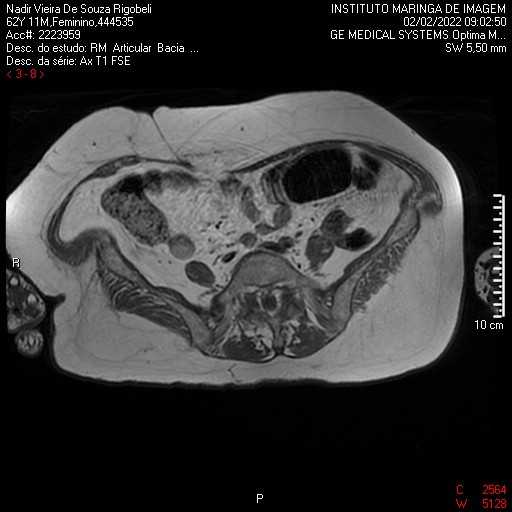 Nadir Vieira De Souza Rigobeli
62Y 11M,Feminino,444535
Acc#: 2223959
Desc. do estudo: RM Articular Bacia ...
Desc. da série: Ax T1 FSE
< 3 - 8 >
INSTITUTO MARINGA DE IMAGEM
02/02/2022 09:02:50
GE MEDICAL SYSTEMS Optima M...
SW 5,50 mm
R
10 cm
P
C 2564
W 5128